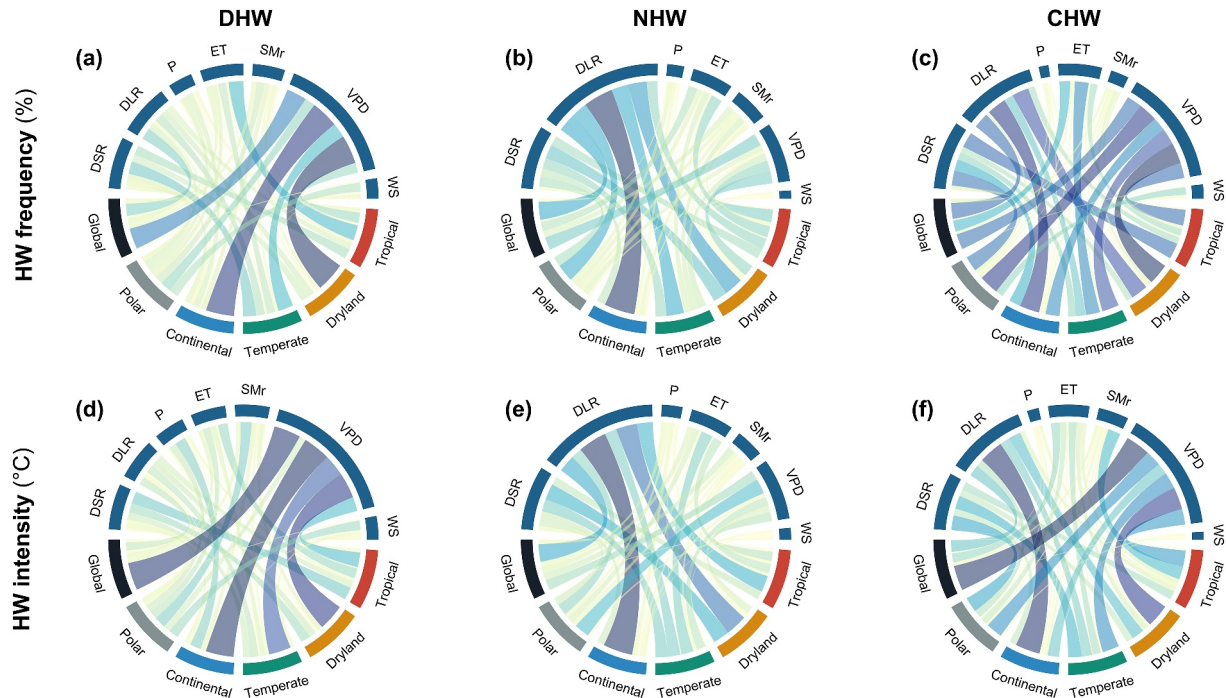 DHW
NHW
CHW
HW frequency (%)
(a)
DSR
DLR
P
ET
SMr
VPD
WS
Tropical
Dryland
Temperate
Continental
Polar
Global
(b)
DSR
DLR
P
ET
SMr
VPD
WS
Tropical
Dryland
Temperate
Continental
Polar
Global
(c)
DSR
DLR
P
ET
SMr
VPD
WS
Tropical
Dryland
Temperate
Continental
Polar
Global
HW intensity (°C)
(d)
DSR
DLR
P
ET
SMr
VPD
WS
Tropical
Dryland
Temperate
Continental
Polar
Global
(e)
DSR
DLR
P
ET
SMr
VPD
WS
Tropical
Dryland
Temperate
Continental
Polar
Global
(f)
DSR
DLR
P
ET
SMr
VPD
WS
Tropical
Dryland
Temperate
Continental
Polar
Global